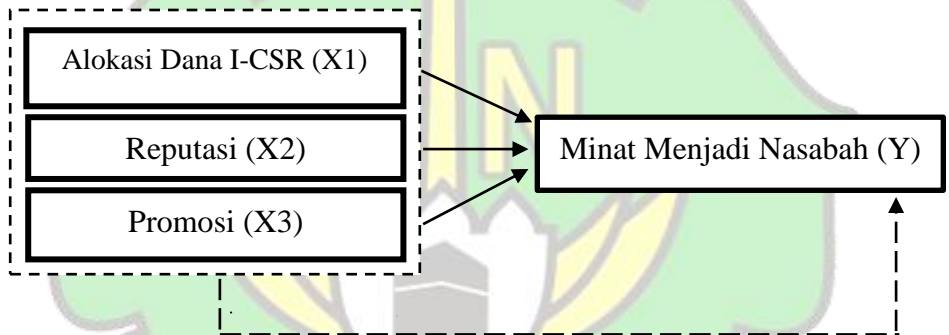 Alokasi Dana I-CSR (X1)
Reputasi (X2)
Minat Menjadi Nasabah (Y)
Promosi (X3)
N